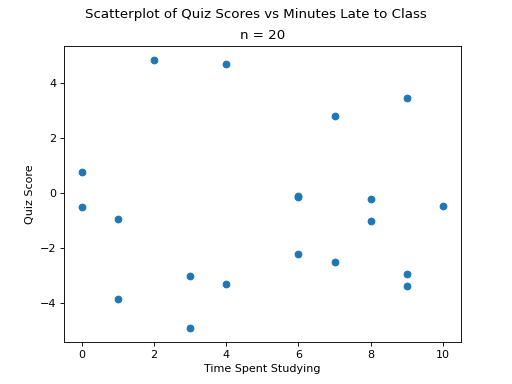 Scatterplot of Quiz Scores vs Minutes Late to Class
n = 20
4
2
0
−2
−4
Quiz Score
0 2 4 6 8 10
Time Spent Studying